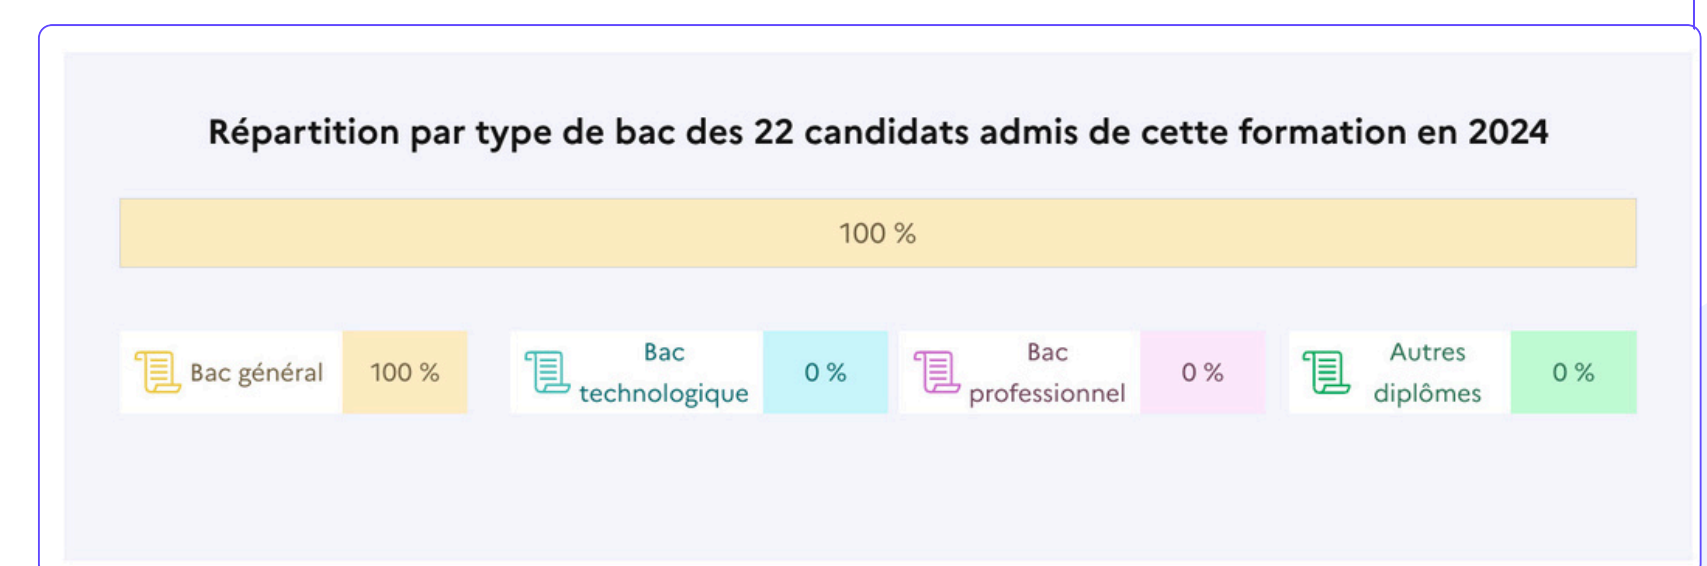 Répartition par type de bac des 22 candidats admis de cette formation en 2024
100 %
Bac général
100 %
Bac
technologique
0 %
Bac
professionnel
0 %
Autres
diplômes
0 %